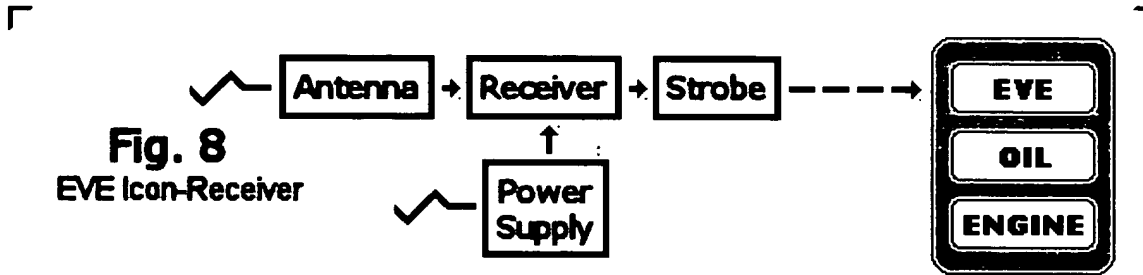 Antenna
Receiver
Strobe
EVE
OIL
ENGINE
Power
Supply
Fig. 8
EVE Icon-Receiver